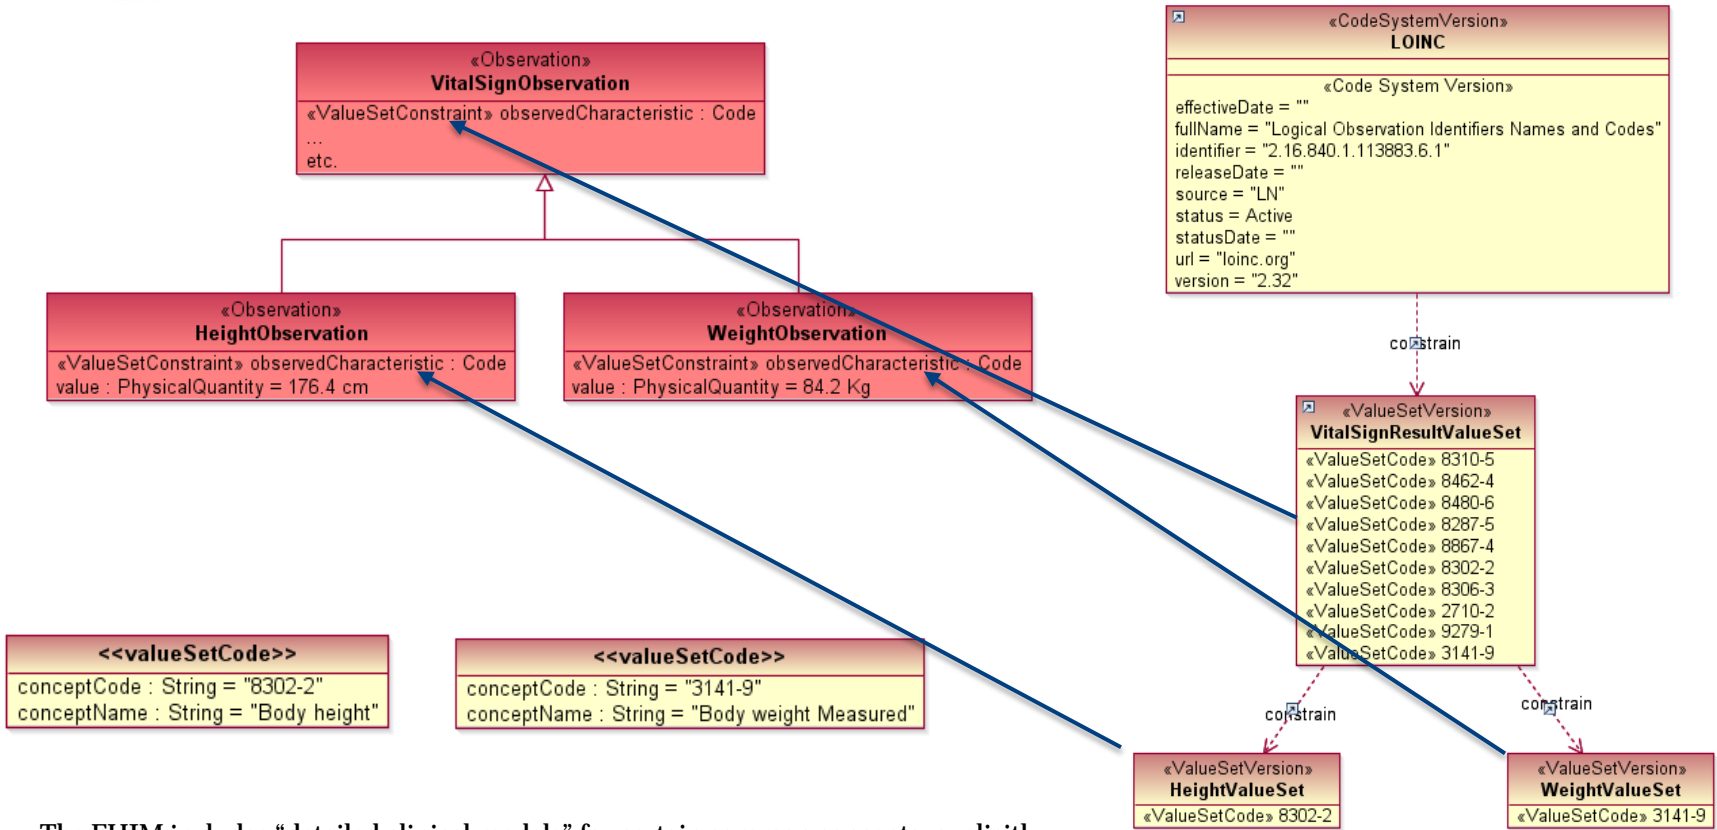 «Observation»
VitalSignObservation
«ValueSetConstraint» observedCharacteristic : Code
...
etc.
«CodeSystemVersion»
LOINC
«Code System Version»
effectiveDate = ""
fullName = "Logical Observation Identifiers Names and Codes"
identifier = "2.16.840.1.113883.6.1"
releaseDate = ""
source = "LN"
status = Active
statusDate = ""
url = "loinc.org"
version = "2.32"
«Observation»
HeightObservation
«ValueSetConstraint» observedCharacteristic : Code
value : PhysicalQuantity = 176.4 cm
«Observation»
WeightObservation
«ValueSetConstraint» observedCharacteristic : Code
value : PhysicalQuantity = 84.2 Kg
constrain
«ValueSetVersion»
VitalSignResultValueSet
«ValueSetCode» 8310-5
«ValueSetCode» 8462-4
«ValueSetCode» 8480-6
«ValueSetCode» 8287-5
«ValueSetCode» 8867-4
«ValueSetCode» 8302-2
«ValueSetCode» 8306-3
«ValueSetCode» 2710-2
«ValueSetCode» 9279-1
«ValueSetCode» 3141-9
<<valueSetCode>>
conceptCode : String = "8302-2"
conceptName : String = "Body height"
<<valueSetCode>>
conceptCode : String = "3141-9"
conceptName : String = "Body weight Measured"
constrain
constrain
«ValueSetVersion»
HeightValueSet
«ValueSetCode» 8302-2
«ValueSetVersion»
WeightValueSet
«ValueSetCode» 3141-9